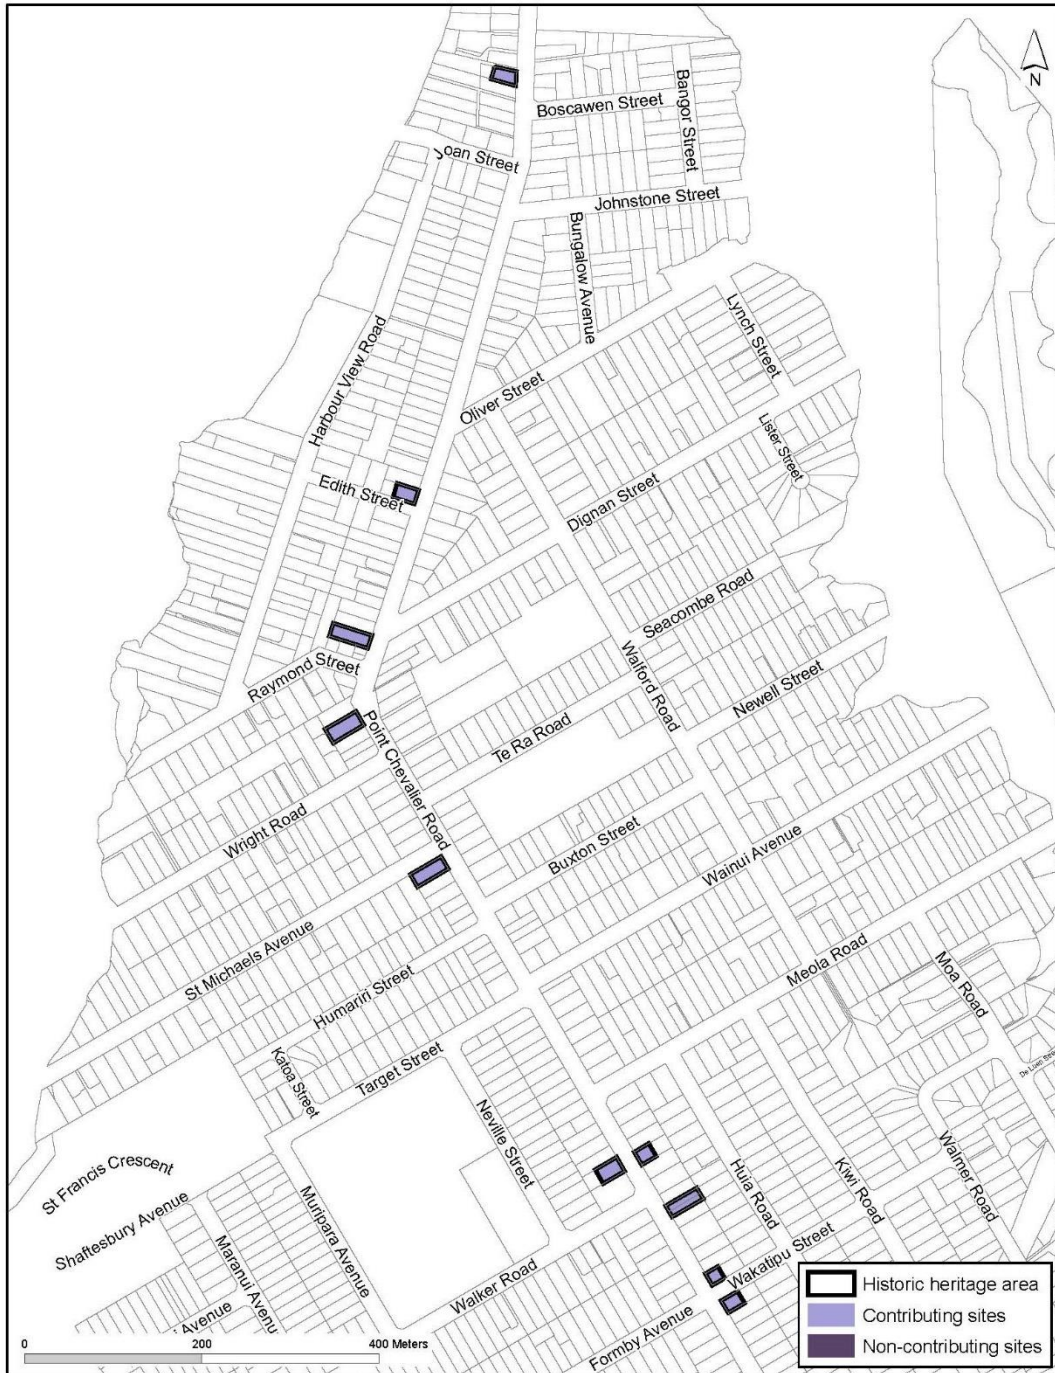 N
Boscawen Street
Bangor Street
Joan Street
Johnstone Street
Bungalow Avenue
Lynch Street
Harbour View Road
Oliver Street
Lister Street
Edith Street
Dignan Street
Seacombe Road
Walford Road
Raymond Street
Newell Street
Point Chevalier Road
Te Ra Road
Wright Road
Buxton Street
Wainui Avenue
St Michaels Avenue
Meola Road
Moa Road
Humariri Street
Katoa Street
Target Street
Neville Street
Walmer Road
St Francis Crescent
Huia Road
Kiwi Road
Shaftesbury Avenue
Muripara Avenue
Maranui Avenue
Walker Road
Wakatipu Street
Avenue
Formby Avenue
Historic heritage area
Contributing sites
Non-contributing sites
0 200 400 Meters